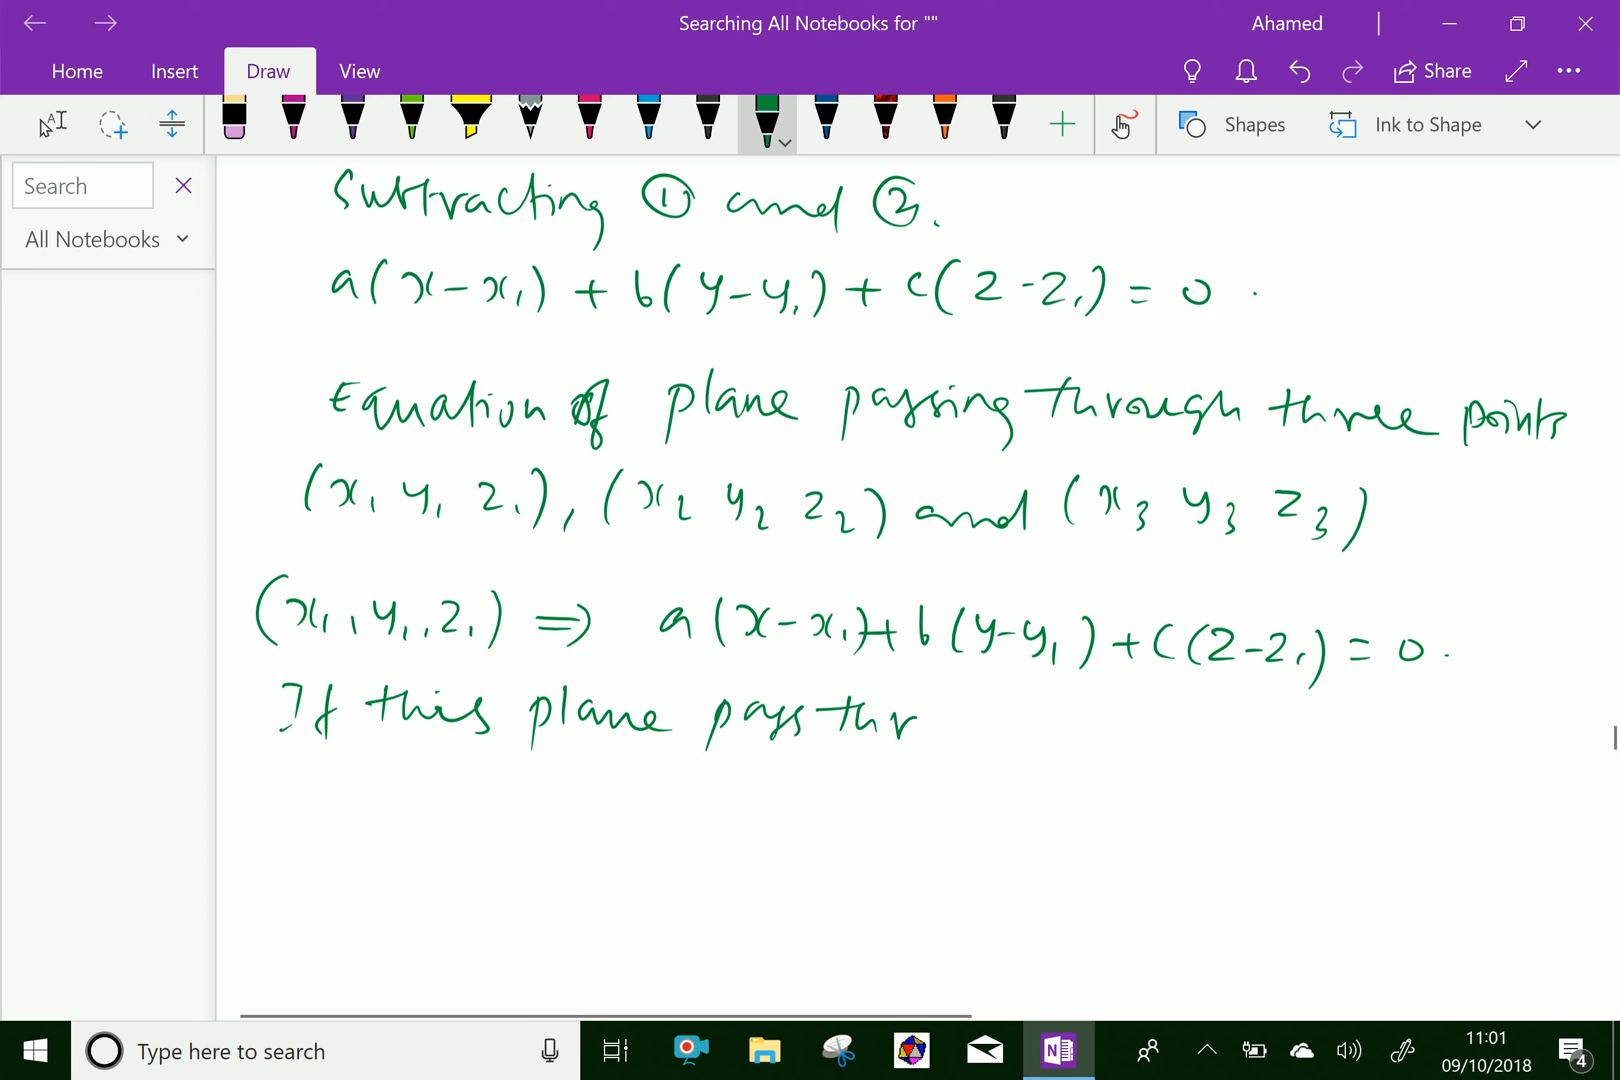 Searching All Notebooks for ""
Ahamed
Home Insert Draw View
Share
Shapes Ink to Shape
Search
All Notebooks
Subtracting ① and ②.
a(x-x₁) + b(y-y₁) + c(z-z₁) = 0 .
Equation of plane passing through three points
(x₁ y₁ z₁), (x₂ y₂ z₂) and (x₃ y₃ z₃)
(x₁, y₁, z₁) ⇒ a(x-x₁)+ b(y-y₁) + c(z-z₁) = 0 .
If this plane pass thr
Type here to search
11:01
09/10/2018
4